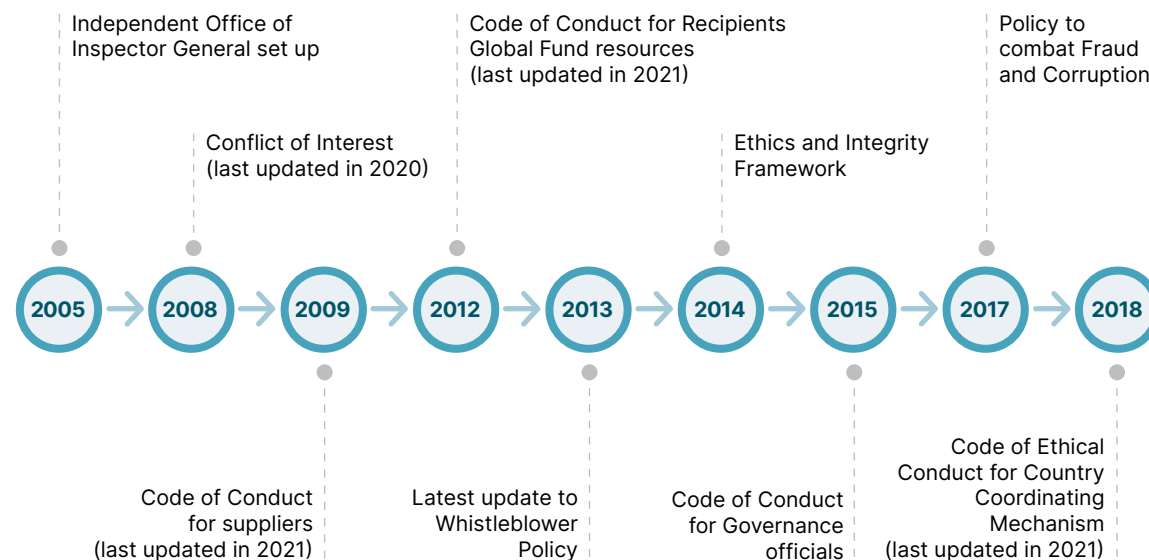 Independent Office of
Inspector General set up
Code of Conduct for Recipients
Global Fund resources
(last updated in 2021)
Policy to
combat Fraud
and Corruption
Conflict of Interest
(last updated in 2020)
Ethics and Integrity
Framework
2005
2008
2009
2012
2013
2014
2015
2017
2018
Code of Conduct
for suppliers
(last updated in 2021)
Latest update to
Whistleblower
Policy
Code of Conduct
for Governance
officials
Code of Ethical
Conduct for Country
Coordinating
Mechanism
(last updated in 2021)